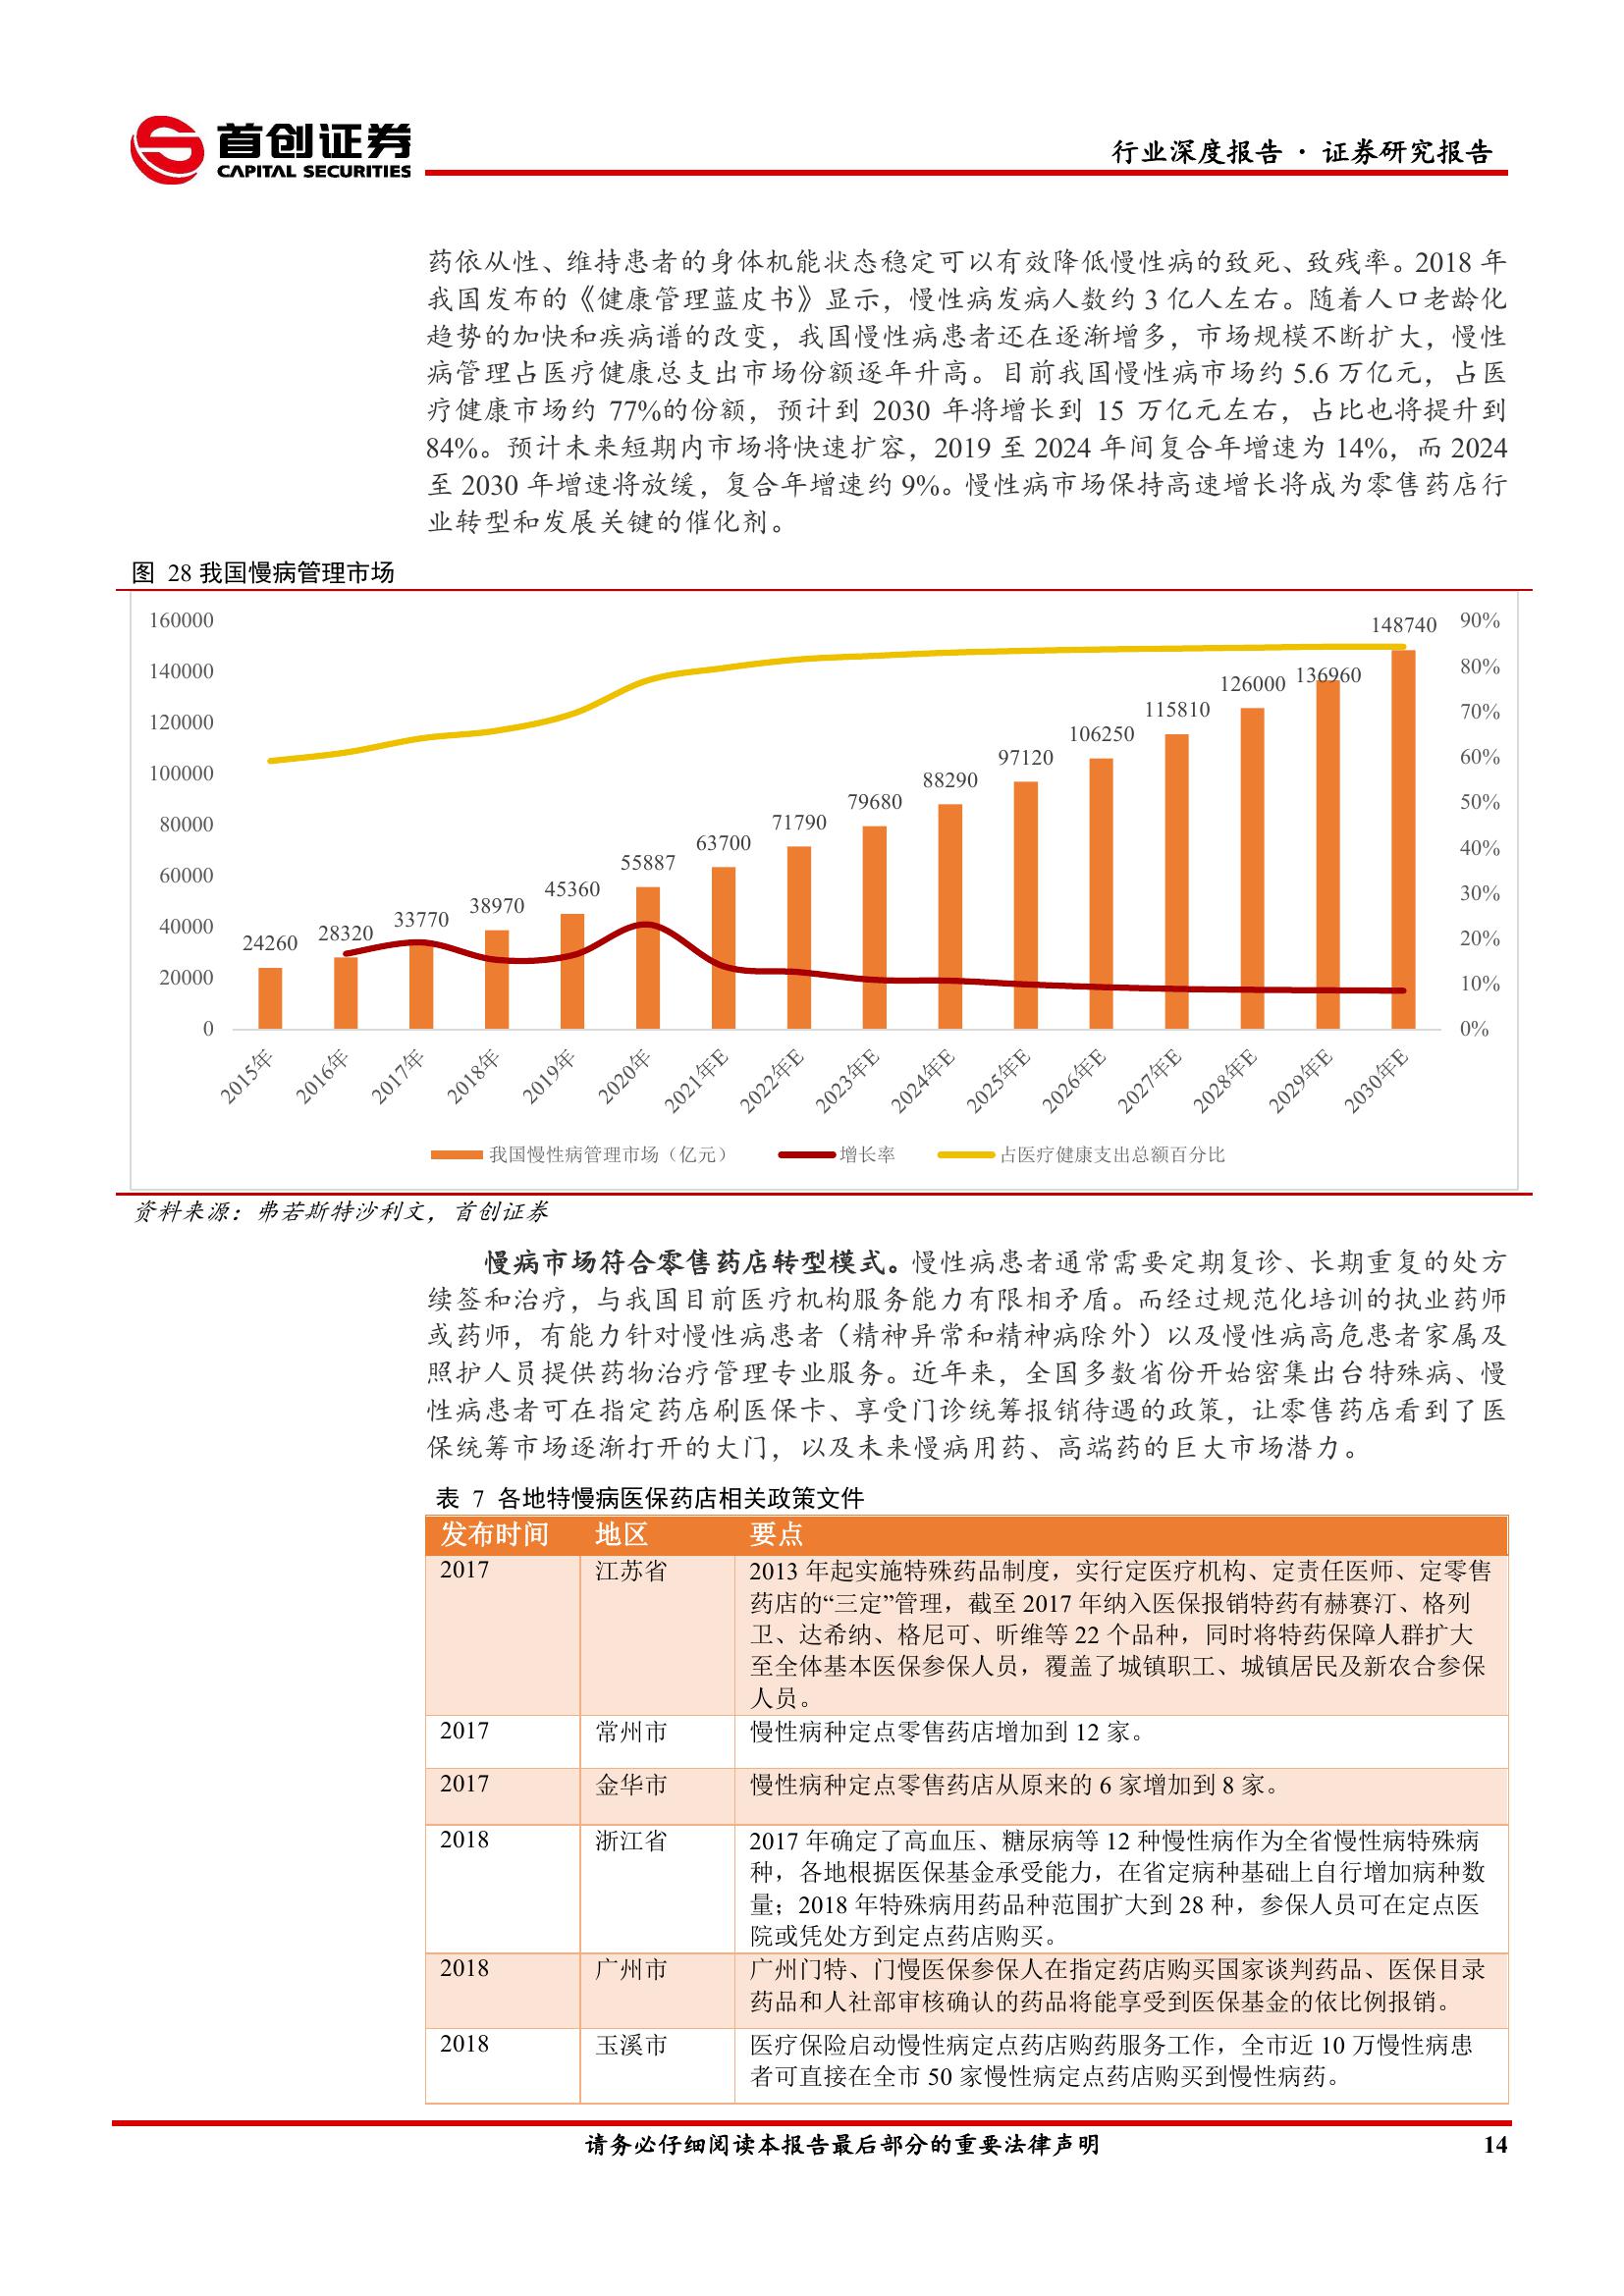 首创证券
CAPITAL SECURITIES
行业深度报告 · 证券研究报告
药依从性、维持患者的身体机能状态稳定可以有效降低慢性病的致死、致残率。2018 年
我国发布的《健康管理蓝皮书》显示，慢性病发病人数约 3 亿人左右。随着人口老龄化
趋势的加快和疾病谱的改变，我国慢性病患者还在逐渐增多，市场规模不断扩大，慢性
病管理占医疗健康总支出市场份额逐年升高。目前我国慢性病市场约 5.6 万亿元，占医
疗健康市场约 77%的份额，预计到 2030 年将增长到 15 万亿元左右，占比也将提升到
84%。预计未来短期内市场将快速扩容，2019 至 2024 年间复合年增速为 14%，而 2024
至 2030 年增速将放缓，复合年增速约 9%。慢性病市场保持高速增长将成为零售药店行
业转型和发展关键的催化剂。
图 28 我国慢病管理市场
160000
140000
120000
100000
80000
60000
40000
20000
0
24260
28320
33770
38970
45360
55887
63700
71790
79680
88290
97120
106250
115810
126000
136960
148740
90%
80%
70%
60%
50%
40%
30%
20%
10%
0%
2015年
2016年
2017年
2018年
2019年
2020年
2021年E
2022年E
2023年E
2024年E
2025年E
2026年E
2027年E
2028年E
2029年E
2030年E
我国慢性病管理市场（亿元）
增长率
占医疗健康支出总额百分比
资料来源：弗若斯特沙利文，首创证券
慢病市场符合零售药店转型模式。慢性病患者通常需要定期复诊、长期重复的处方
续签和治疗，与我国目前医疗机构服务能力有限相矛盾。而经过规范化培训的执业药师
或药师，有能力针对慢性病患者（精神异常和精神病除外）以及慢性病高危患者家属及
照护人员提供药物治疗管理专业服务。近年来，全国多数省份开始密集出台特殊病、慢
性病患者可在指定药店刷医保卡、享受门诊统筹报销待遇的政策，让零售药店看到了医
保统筹市场逐渐打开的大门，以及未来慢病用药、高端药的巨大市场潜力。
表 7 各地特慢病医保药店相关政策文件
发布时间 地区 要点
2017 江苏省 2013 年起实施特殊药品制度，实行定医疗机构、定责任医师、定零售
药店的“三定”管理，截至 2017 年纳入医保报销特药有赫赛汀、格列
卫、达希纳、格尼可、昕维等 22 个品种，同时将特药保障人群扩大
至全体基本医保参保人员，覆盖了城镇职工、城镇居民及新农合参保
人员。
2017 常州市 慢性病种定点零售药店增加到 12 家。
2017 金华市 慢性病种定点零售药店从原来的 6 家增加到 8 家。
2018 浙江省 2017 年确定了高血压、糖尿病等 12 种慢性病作为全省慢性病特殊病
种，各地根据医保基金承受能力，在省定病种基础上自行增加病种数
量；2018 年特殊病用药品种范围扩大到 28 种，参保人员可在定点医
院或凭处方到定点药店购买。
2018 广州市 广州门特、门慢医保参保人在指定药店购买国家谈判药品、医保目录
药品和人社部审核确认的药品将能享受到医保基金的依比例报销。
2018 玉溪市 医疗保险启动慢性病定点药店购药服务工作，全市近 10 万慢性病患
者可直接在全市 50 家慢性病定点药店购买到慢性病药。
请务必仔细阅读本报告最后部分的重要法律声明
14